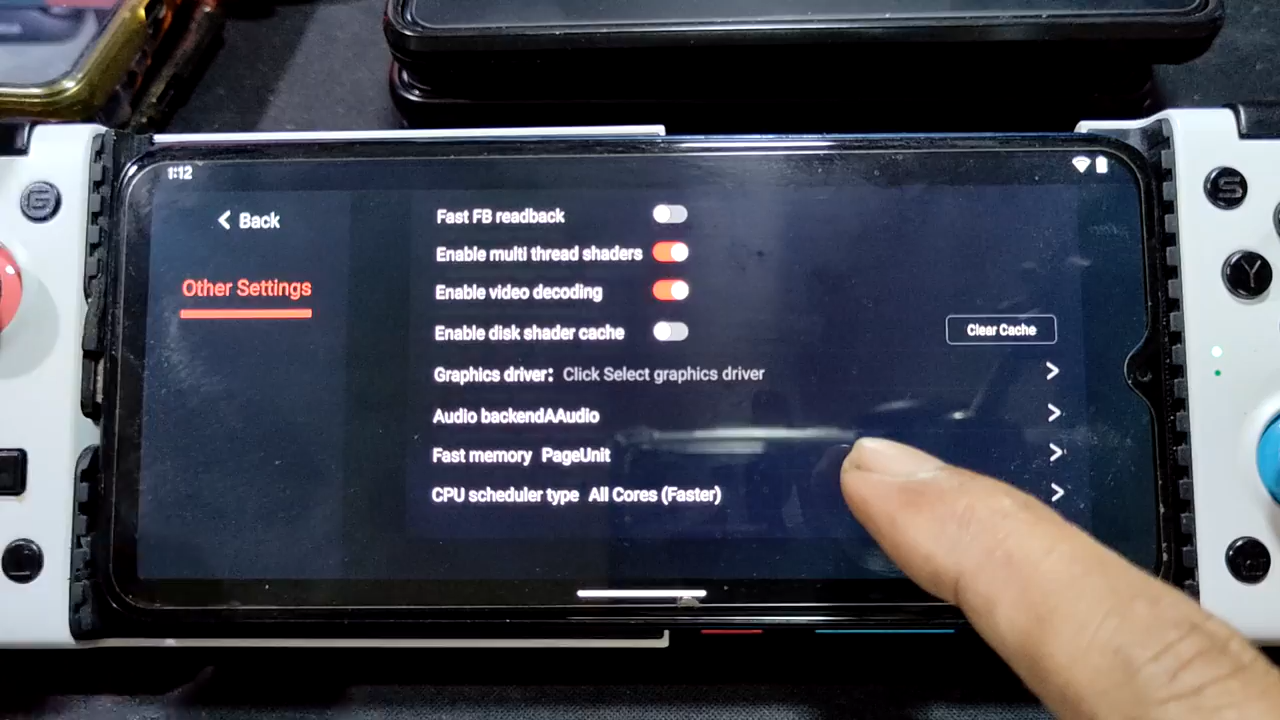 1:12
Back
Other Settings
Fast FB readback
Enable multi thread shaders
Enable video decoding
Enable disk shader cache
Clear Cache
Graphics driver: Click Select graphics driver
Audio backendAAudio
Fast memory PageUnit
CPU scheduler type All Cores (Faster)
G
S
Y